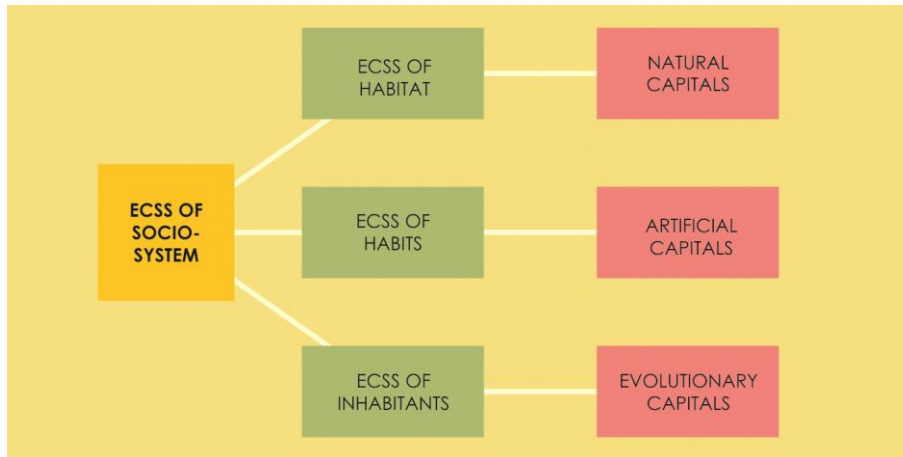 ECSS OF
HABITAT
NATURAL
CAPITALS
ECSS OF
SOCIO-
SYSTEM
ECSS OF
HABITS
ARTIFICIAL
CAPITALS
ECSS OF
INHABITANTS
EVOLUTIONARY
CAPITALS